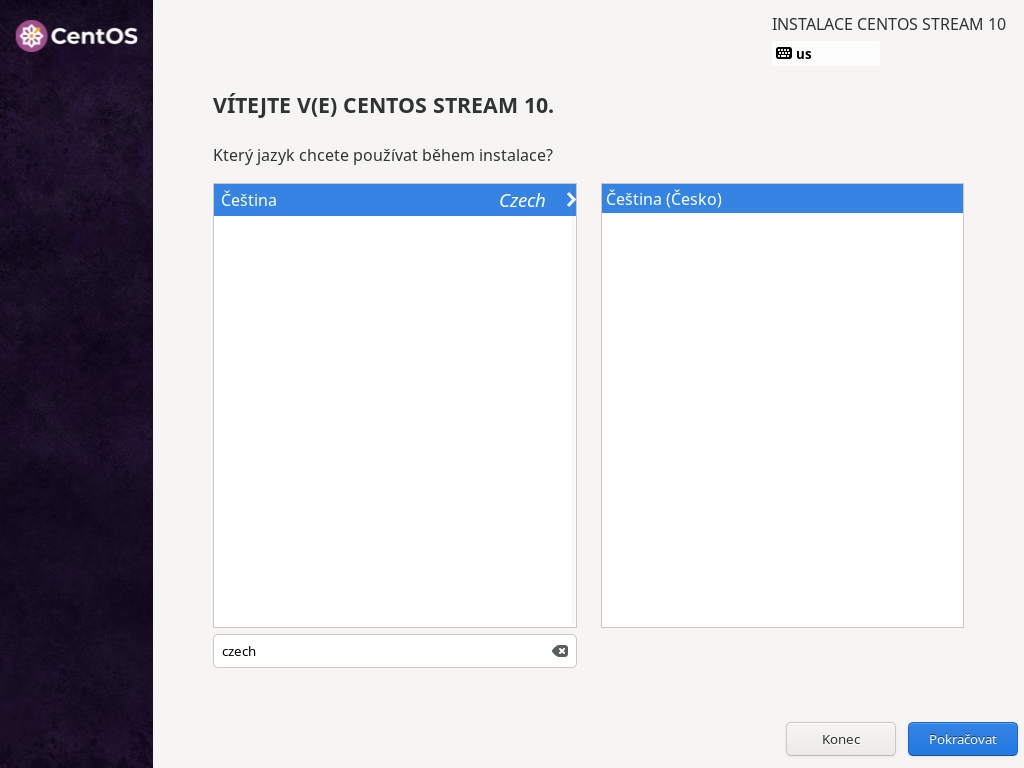 CentOS
INSTALACE CENTOS STREAM 10
us
VÍTEJTE V(E) CENTOS STREAM 10.
Který jazyk chcete používat během instalace?
Čeština Czech
Čeština (Česko)
czech
Konec
Pokračovat